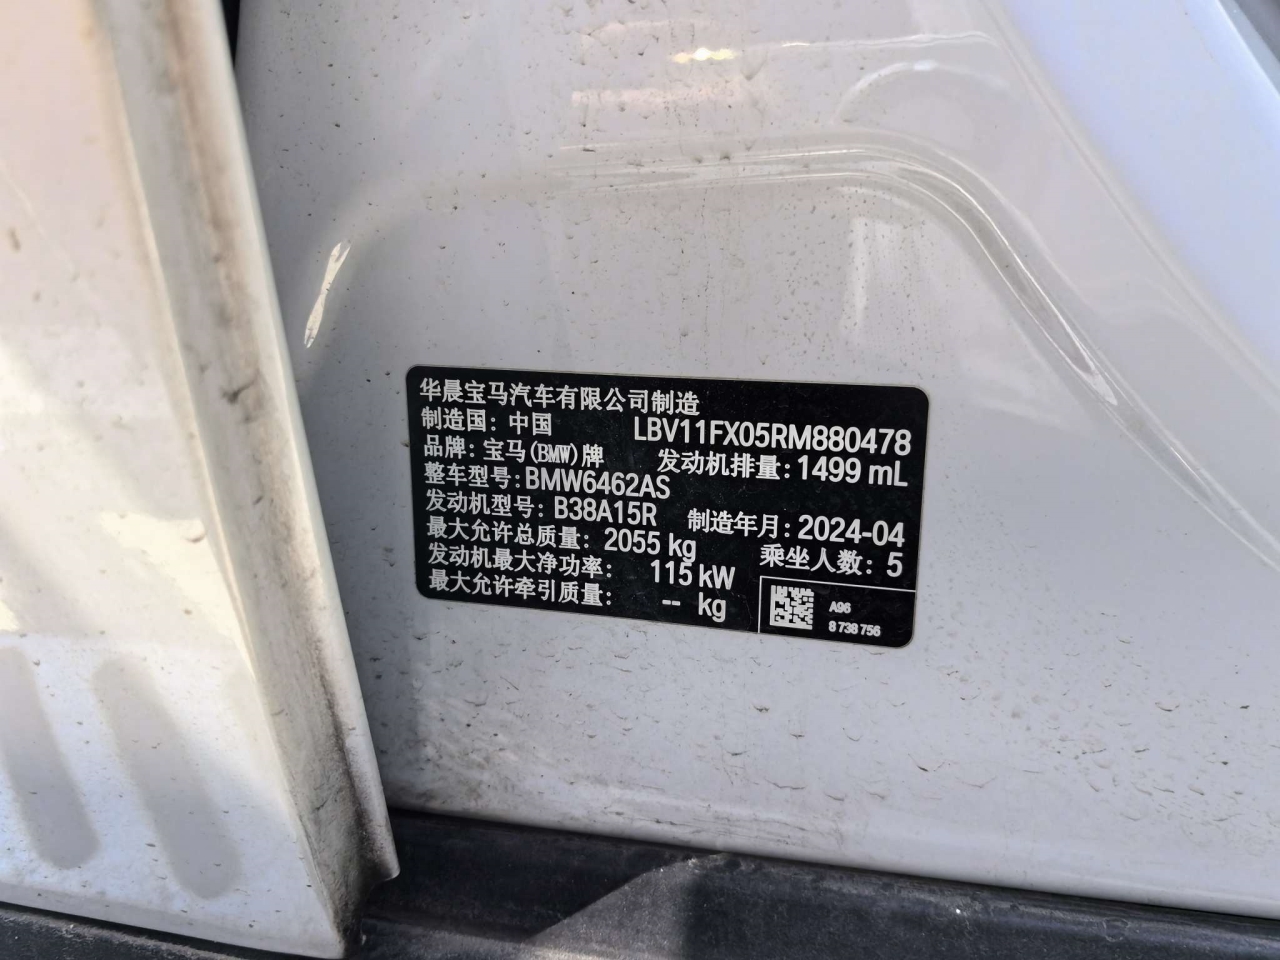 华晨宝马汽车有限公司制造
制造国：中国 LBV11FX05RM880478
品牌：宝马(BMW)牌 发动机排量：1499 mL
整车型号：BMW6462AS
发动机型号：B38A15R 制造年月：2024-04
最大允许总质量：2055 kg 乘坐人数：5
发动机最大净功率：115 kW
最大允许牵引质量：-- kg
A96
8 738 756